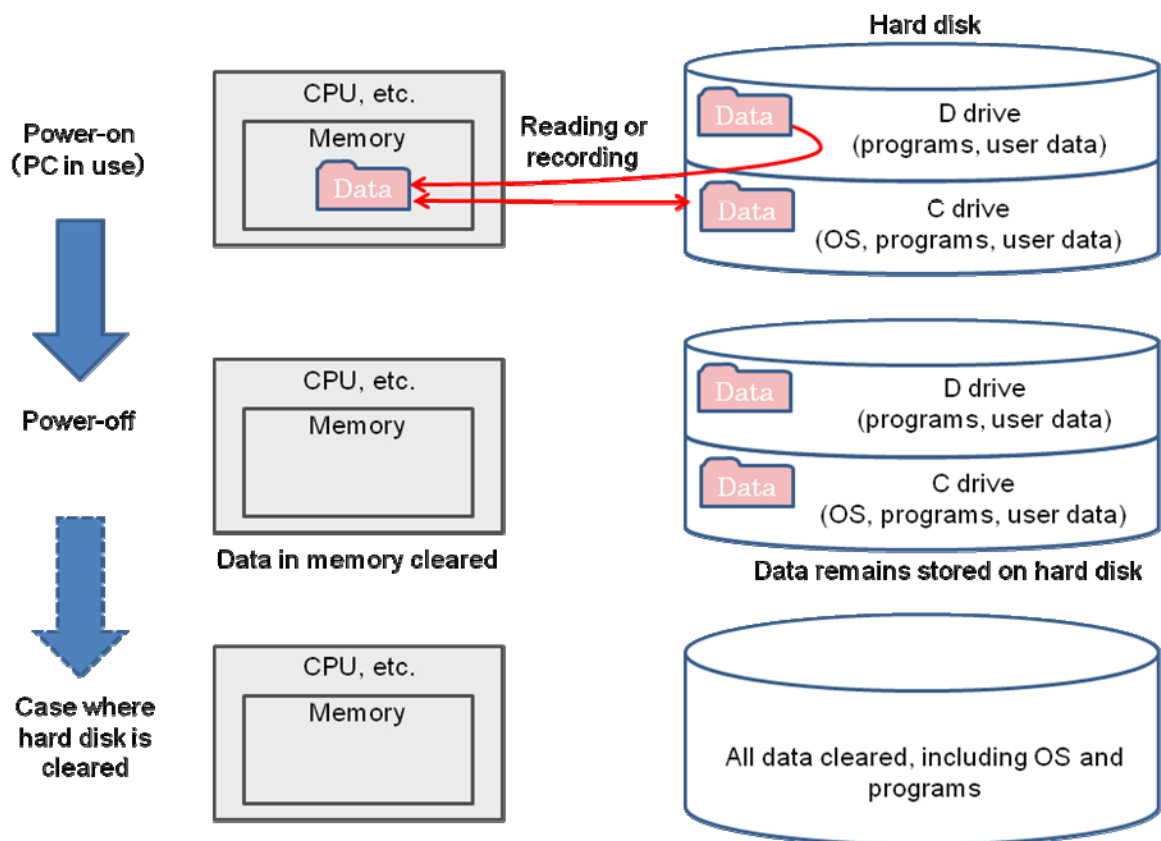 Hard disk
CPU, etc.
Memory
Data
Power-on
(PC in use)
Reading or
recording
Data
D drive
(programs, user data)
Data
C drive
(OS, programs, user data)
Power-off
CPU, etc.
Memory
Data in memory cleared
Data
D drive
(programs, user data)
Data
C drive
(OS, programs, user data)
Data remains stored on hard disk
Case where
hard disk is
cleared
CPU, etc.
Memory
All data cleared, including OS and
programs